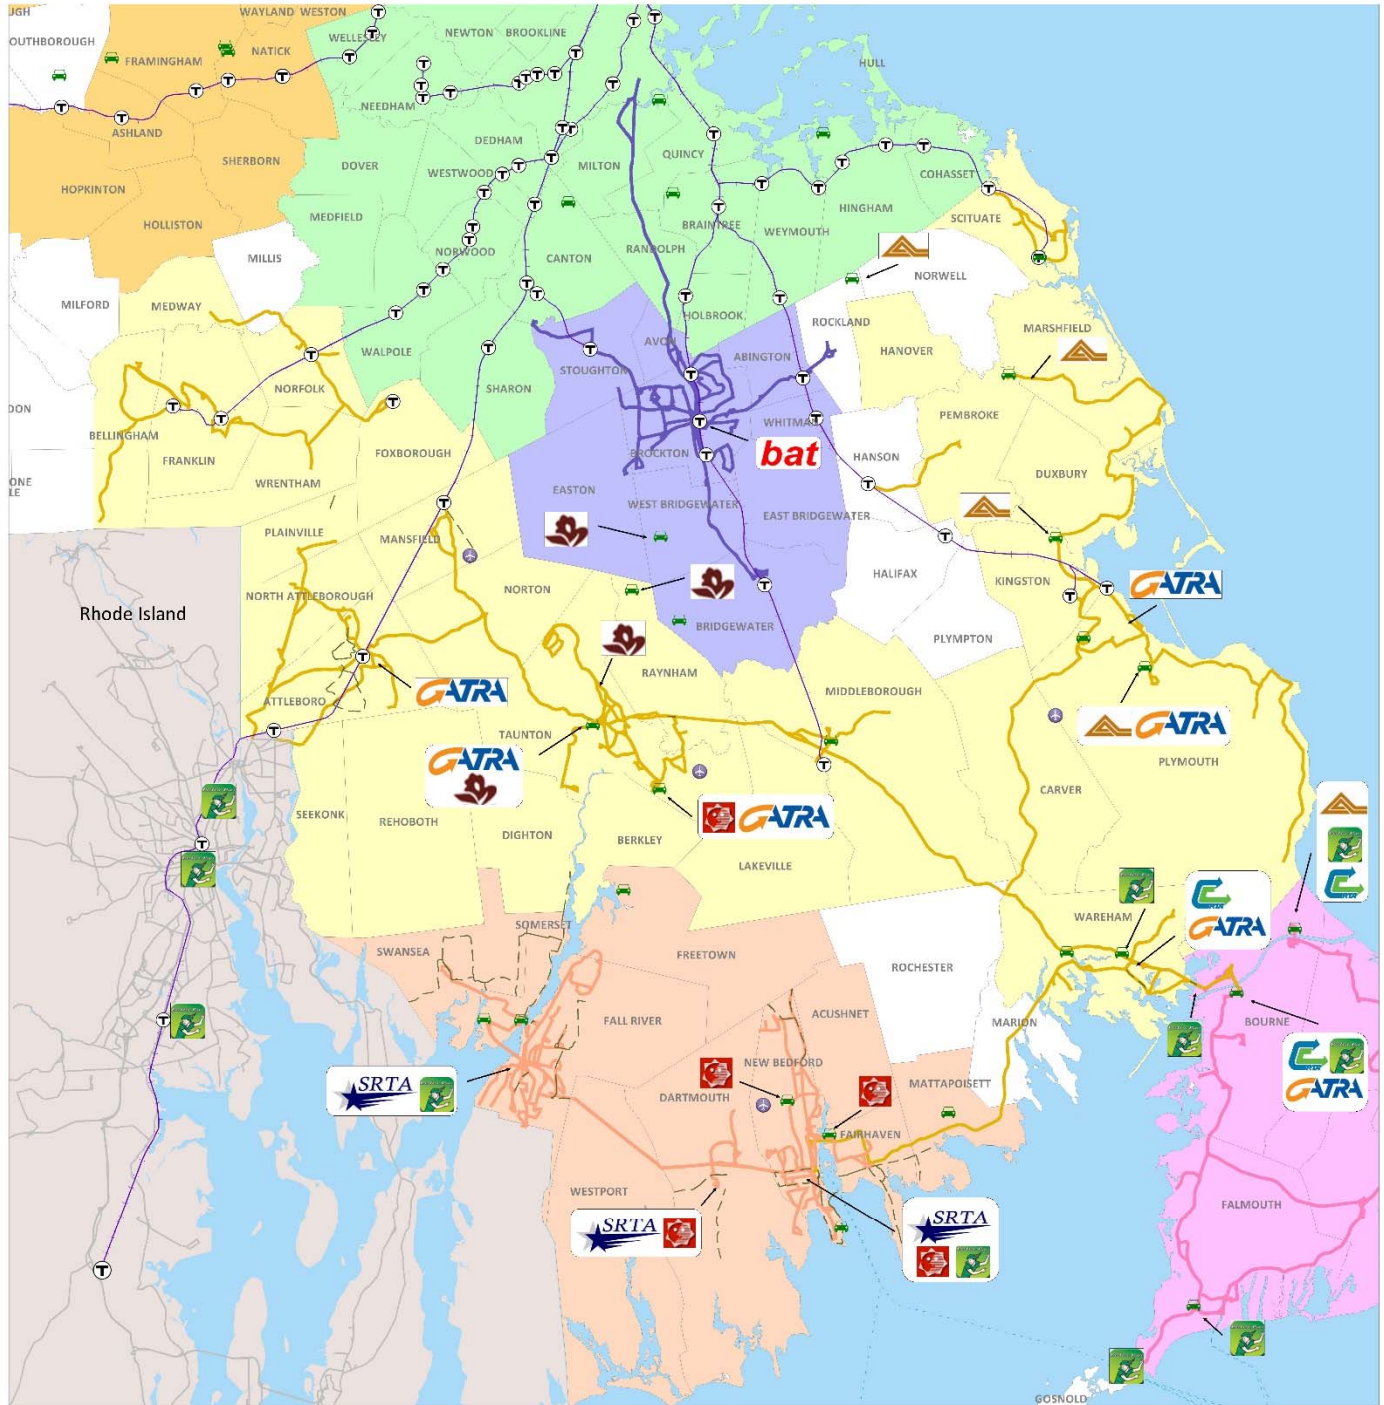 UGH
WAYLAND
WESTON
OUTHBOROUGH
FRAMINGHAM
NATICK
WELLESLEY
NEWTON
BROOKLINE
HULL
NEEDHAM
ASHLAND
SHERBORN
DOVER
DEDHAM
WESTWOOD
MILTON
QUINCY
COHASSET
HOPKINTON
HOLLISTON
MEDFIELD
NORWOOD
CANTON
RANDOLPH
BRAINTREE
WEYMOUTH
HINGHAM
SCITUATE
MILLIS
NORWELL
MILFORD
MEDWAY
WALPOLE
SHARON
STOUGHTON
AVON
HOLBROOK
ABINGTON
ROCKLAND
HANOVER
MARSHFIELD
NORFOLK
DON
BELLINGHAM
FRANKLIN
FOXBOROUGH
BROCKTON
WHITMAN
bat
HANSON
PEMBROKE
DUXBURY
ONE
LE
WRENTHAM
EASTON
WEST BRIDGEWATER
EAST BRIDGEWATER
PLAINVILLE
MANSFIELD
NORTON
HALIFAX
KINGSTON
GATRA
NORTH ATTLEBOROUGH
Rhode Island
BRIDGEWATER
PLYMPTON
RAYNHAM
MIDDLEBOROUGH
ATTLEBORO
GATRA
TAUNTON
GATRA
GATRA
PLYMOUTH
CARVER
SEEKONK
REHOBOTH
DIGHTON
BERKLEY
GATRA
LAKEVILLE
WAREHAM
GATRA
SOMERSET
SWANSEA
FREETOWN
ROCHESTER
FALL RIVER
ACUSHNET
MARION
BOURNE
NEW BEDFORD
GATRA
SRTA
DARTMOUTH
MATTAPOISETT
FAIRHAVEN
WESTPORT
SRTA
SRTA
FALMOUTH
GOSNOLD